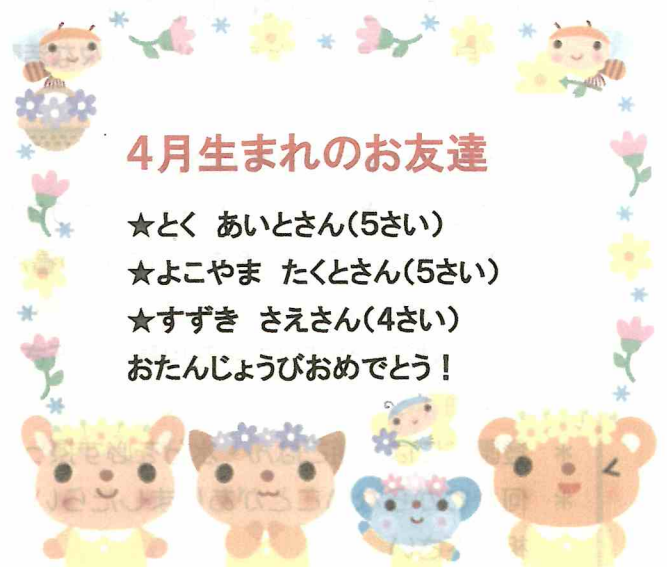 4月生まれのお友達
★とく あいとさん(5さい)
★よこやま たくとさん(5さい)
★すずき さえさん(4さい)
おたんじょうびおめでとう!